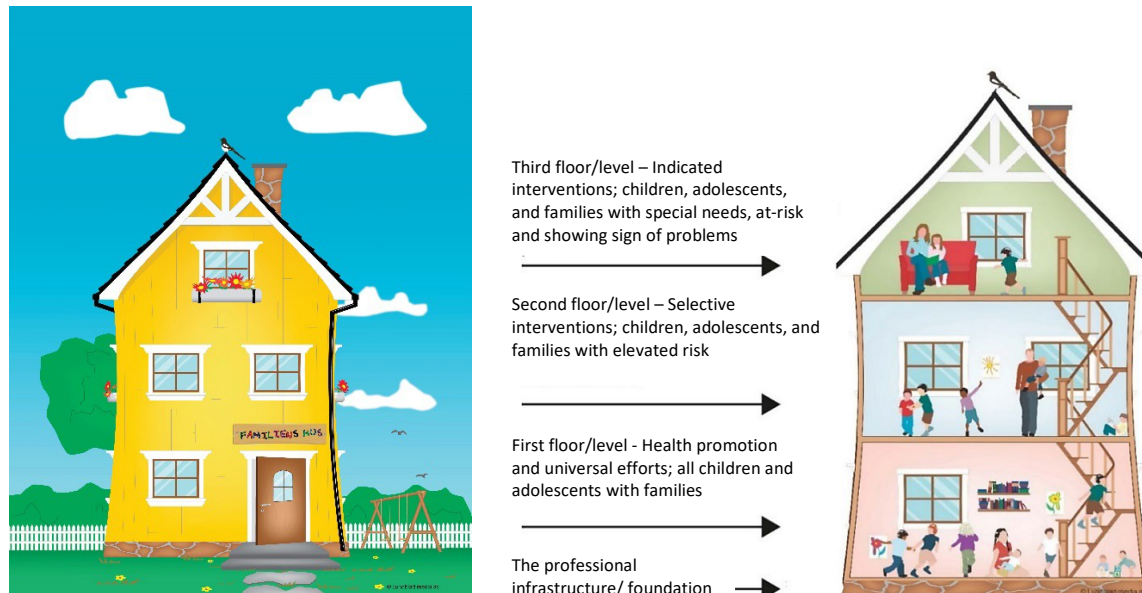 FAMILIENS HUS
Third floor/level – Indicated
interventions; children, adolescents,
and families with special needs, at-risk
and showing sign of problems
Second floor/level – Selective
interventions; children, adolescents, and
families with elevated risk
First floor/level - Health promotion
and universal efforts; all children and
adolescents with families
The professional
infrastructure/ foundation